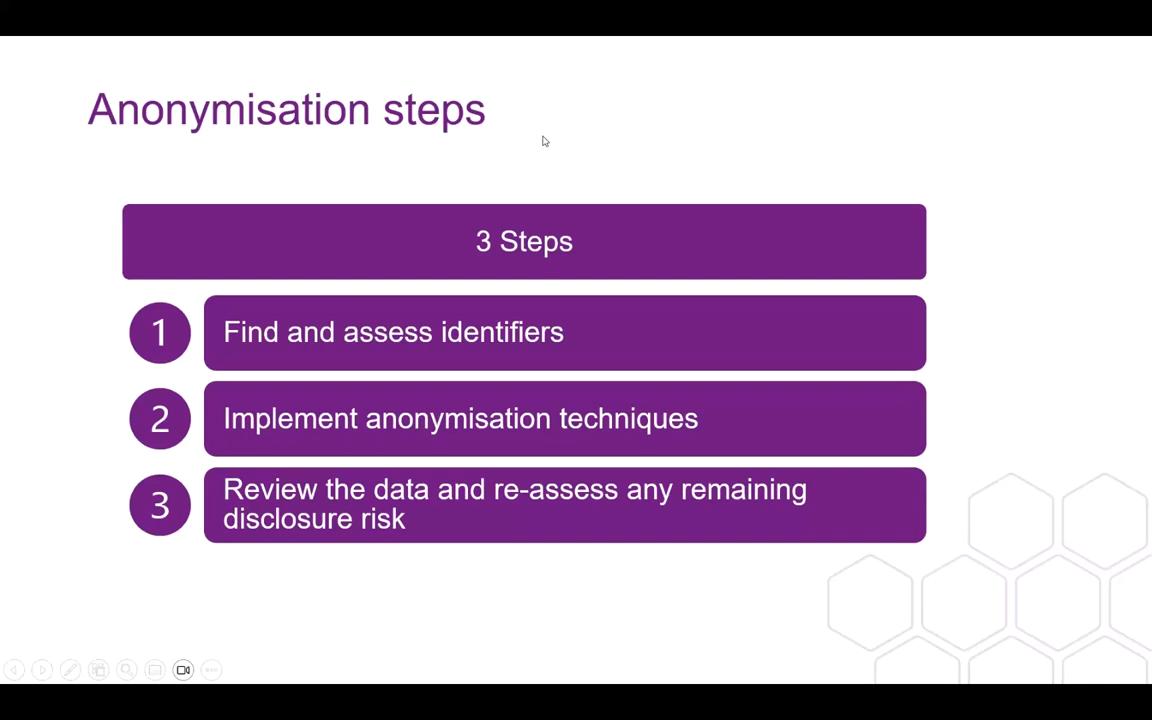 Anonymisation steps
3 Steps
1
Find and assess identifiers
2
Implement anonymisation techniques
3
Review the data and re-assess any remaining
disclosure risk